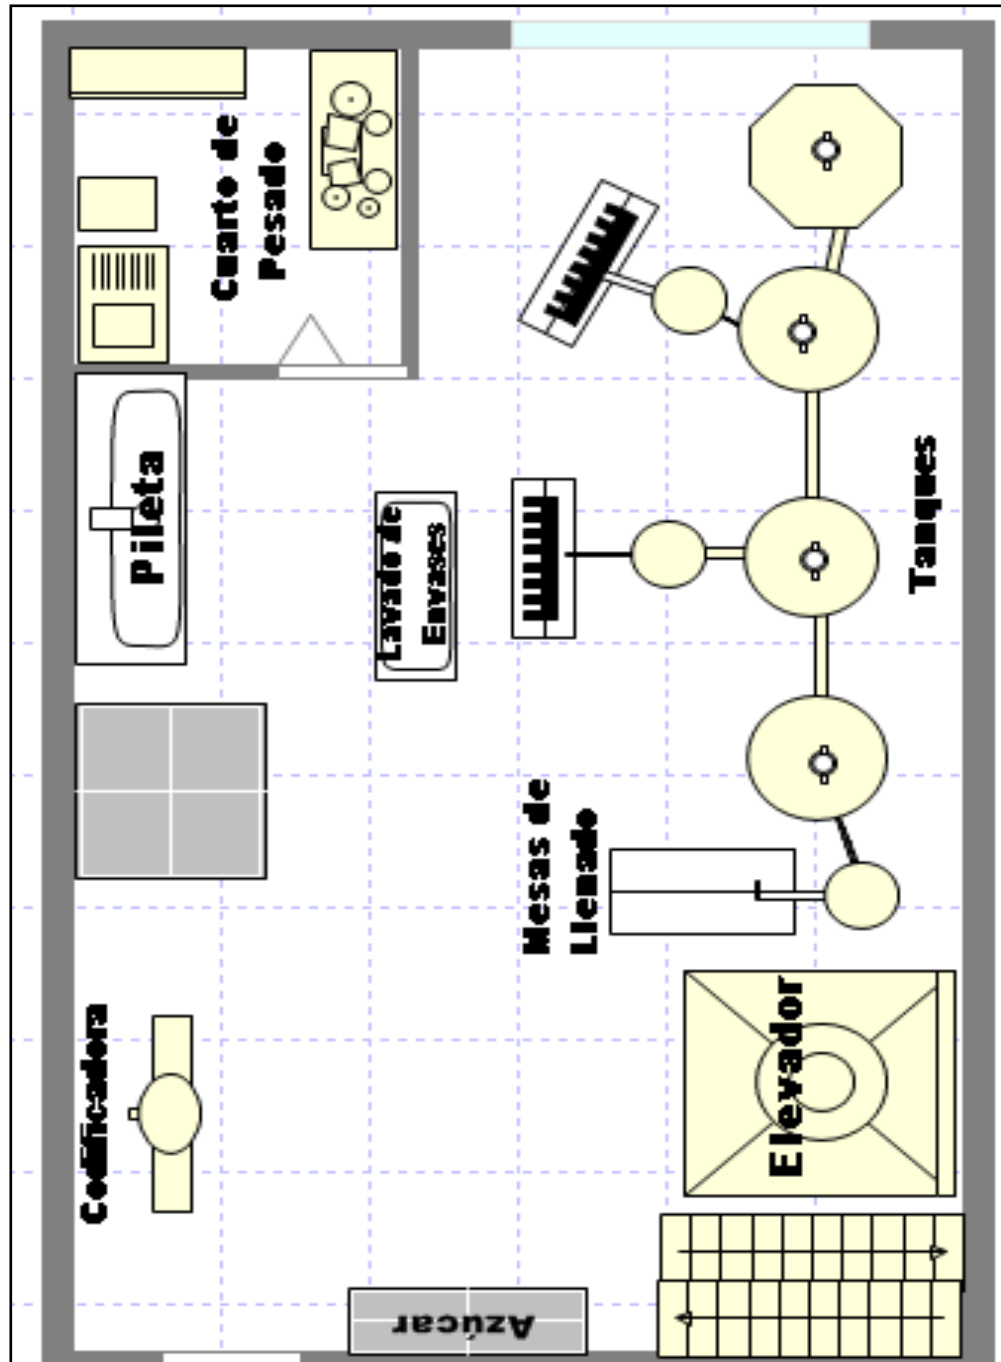 Cuarto de
Pesado
Pileta
Lavado de
Envases
Tanques
Mesas de
Llenado
Elevador
Codificadora
Azúcar